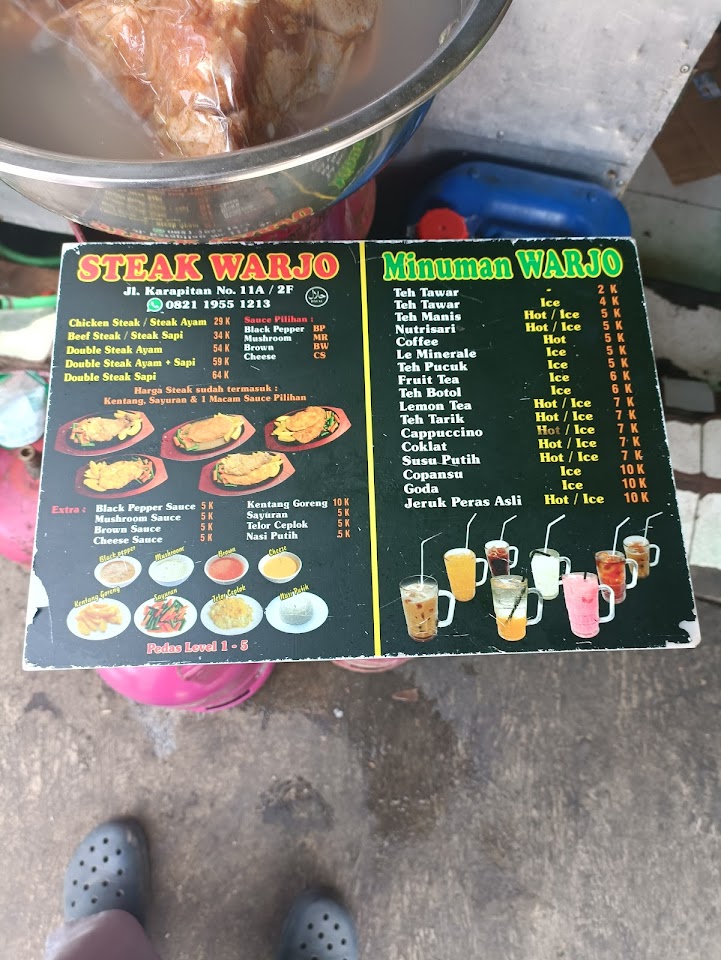 STEAK WARJO
Jl. Karapitan No. 11A / 2F
0821 1955 1213
Chicken Steak / Steak Ayam 29 K
Beef Steak / Steak Sapi 34 K
Double Steak Ayam 54 K
Double Steak Ayam + Sapi 59 K
Double Steak Sapi 64 K
Sauce Pilihan :
Black Pepper BP
Mushroom MR
Brown BW
Cheese CS
Harga Steak sudah termasuk :
Kentang, Sayuran & 1 Macam Sauce Pilihan
Extra : Black Pepper Sauce 5 K
Mushroom Sauce 5 K
Brown Sauce 5 K
Cheese Sauce 5 K
Kentang Goreng 10 K
Sayuran 5 K
Telor Ceplok 5 K
Nasi Putih 5 K
Black pepper Mushroom Brown Cheese
Kentang Goreng Sayuran Telor Ceplok Nasi Putih
Pedas Level 1 - 5
Minuman WARJO
Teh Tawar - 2 K
Teh Tawar Ice 4 K
Teh Manis Hot / Ice 5 K
Nutrisari Hot / Ice 5 K
Coffee Hot 5 K
Le Minerale Ice 5 K
Teh Pucuk Ice 5 K
Fruit Tea Ice 6 K
Teh Botol Ice 6 K
Lemon Tea Hot / Ice 7 K
Teh Tarik Hot / Ice 7 K
Cappuccino Hot / Ice 7 K
Coklat Hot / Ice 7 K
Susu Putih Hot / Ice 7 K
Copansu Ice 10 K
Goda Ice 10 K
Jeruk Peras Asli Hot / Ice 10 K